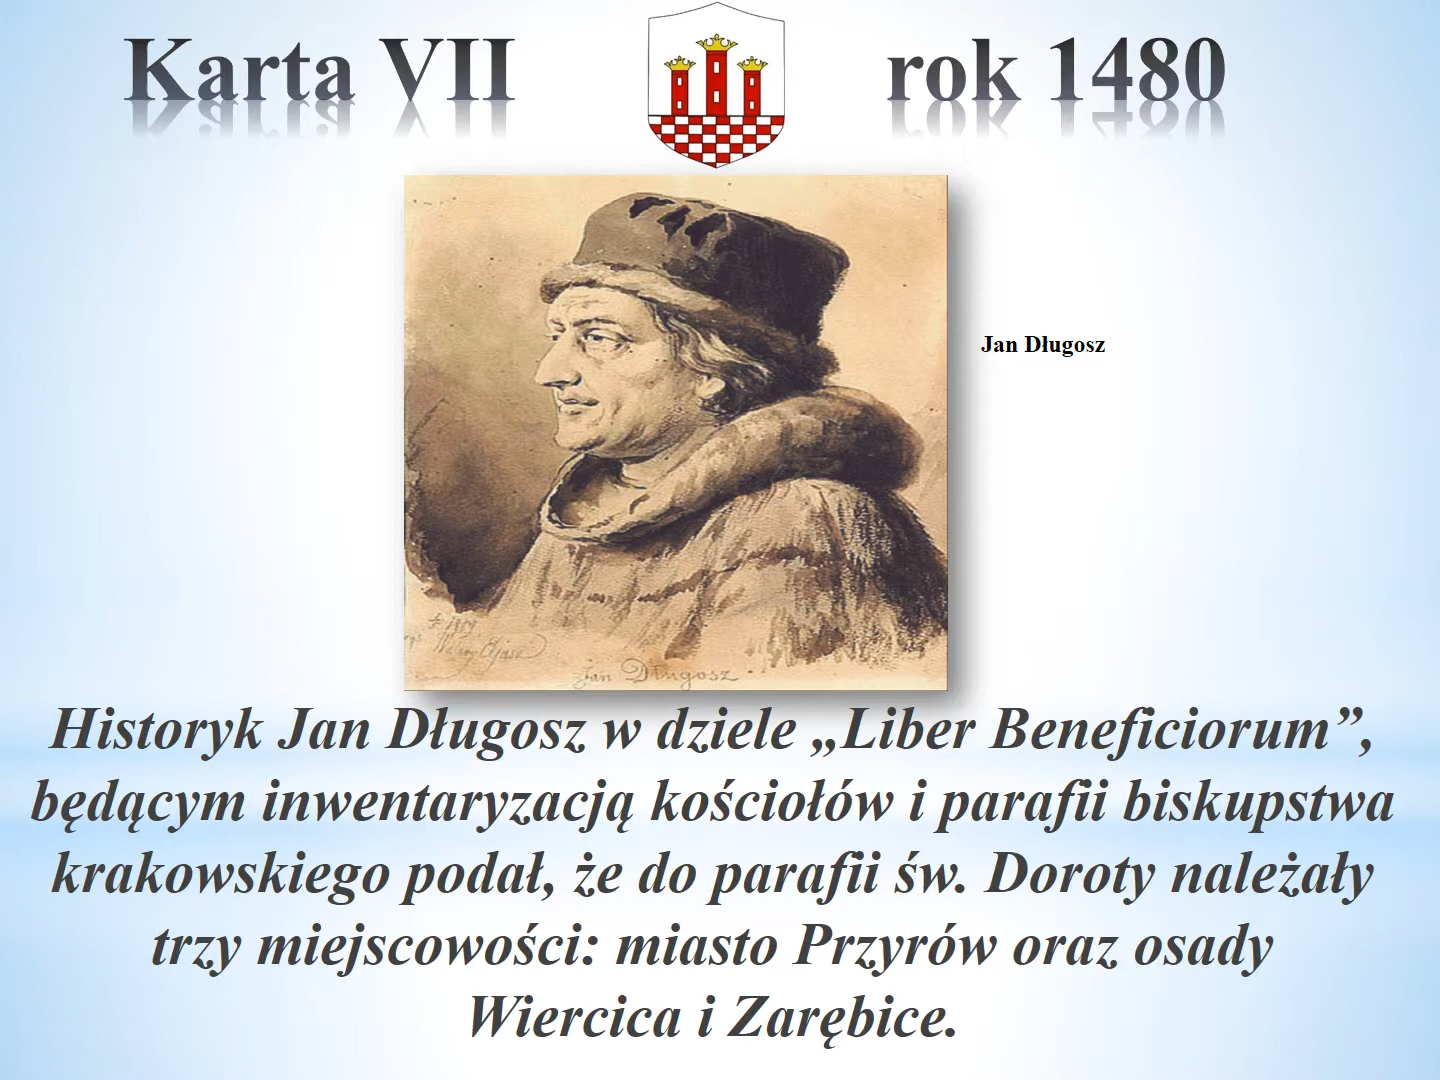 Karta VII rok 1480
Jan Długosz
Jan Długosz
Historyk Jan Długosz w dziele „Liber Beneficiorum”,
będącym inwentaryzacją kościołów i parafii biskupstwa
krakowskiego podał, że do parafii św. Doroty należały
trzy miejscowości: miasto Przyrów oraz osady
Wiercica i Zarębice.